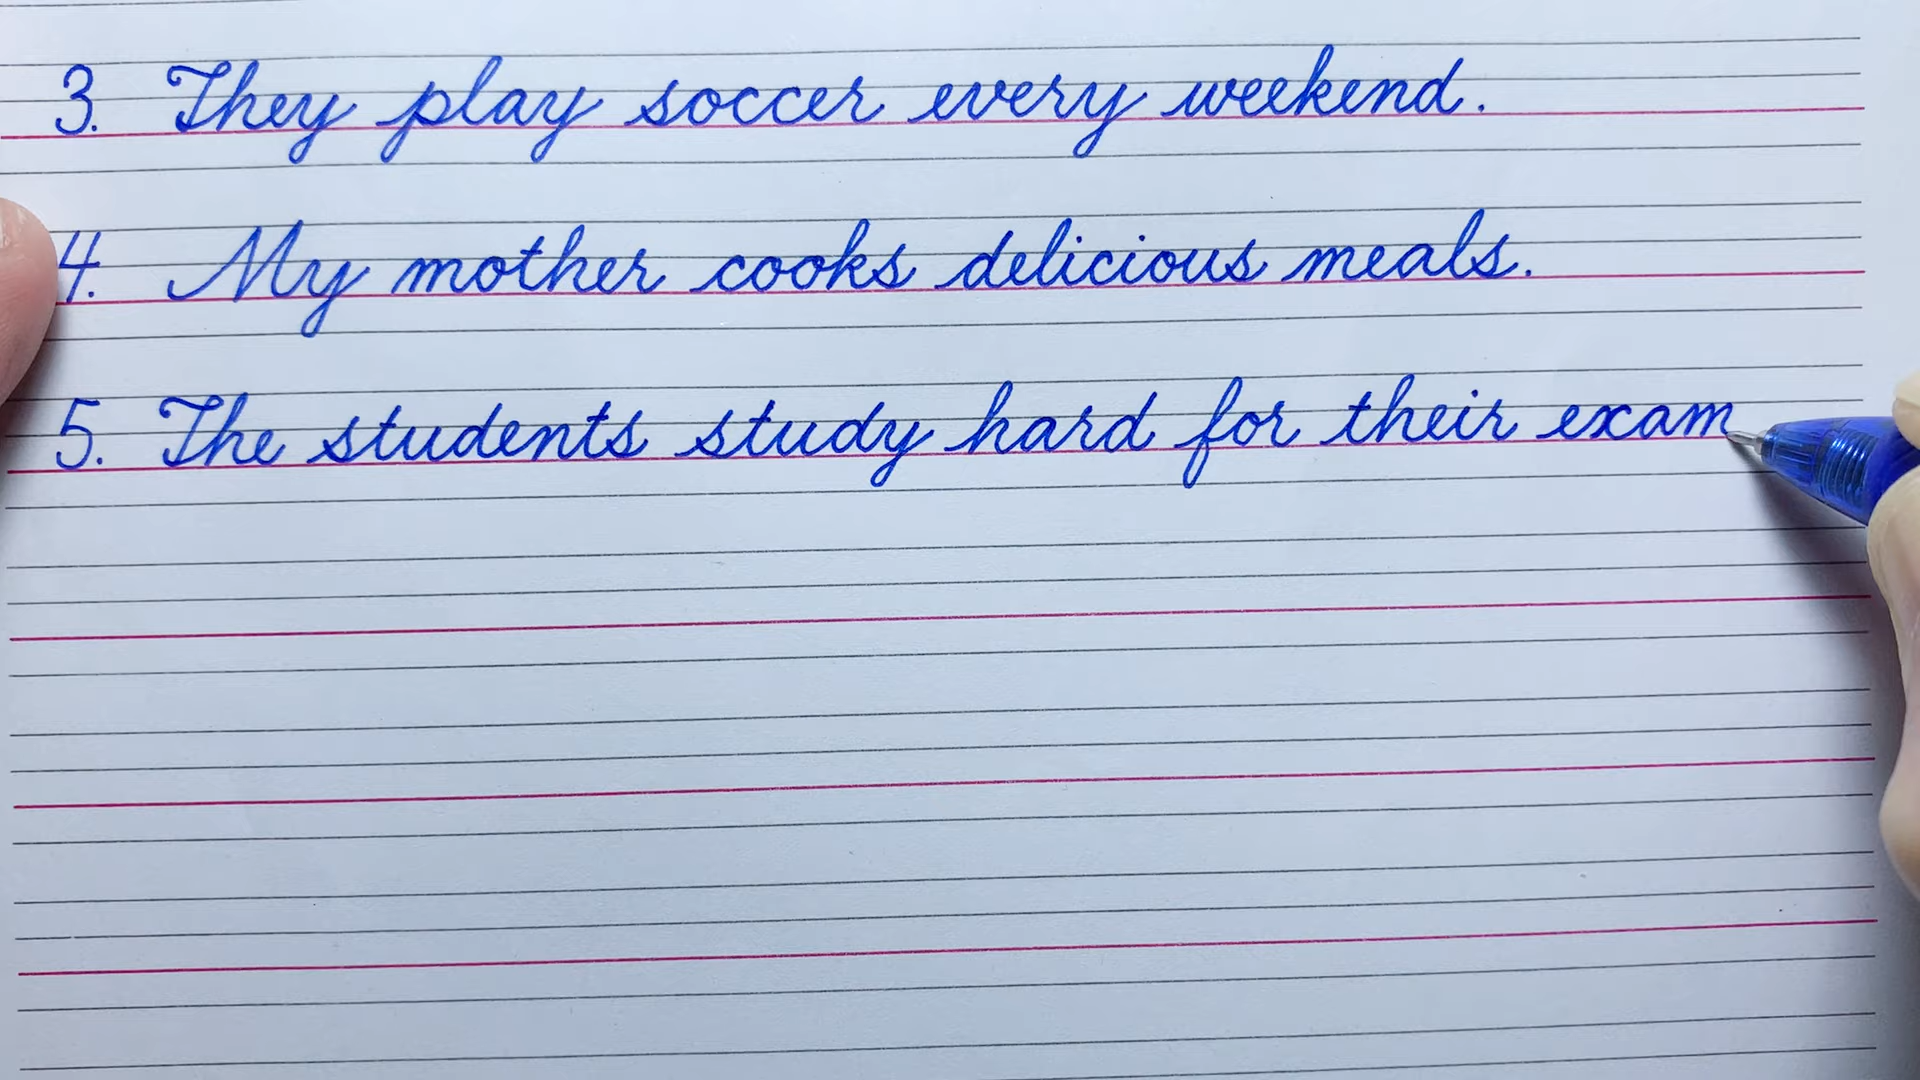 3. They play soccer every weekend.
4. My mother cooks delicious meals.
5. The students study hard for their exam